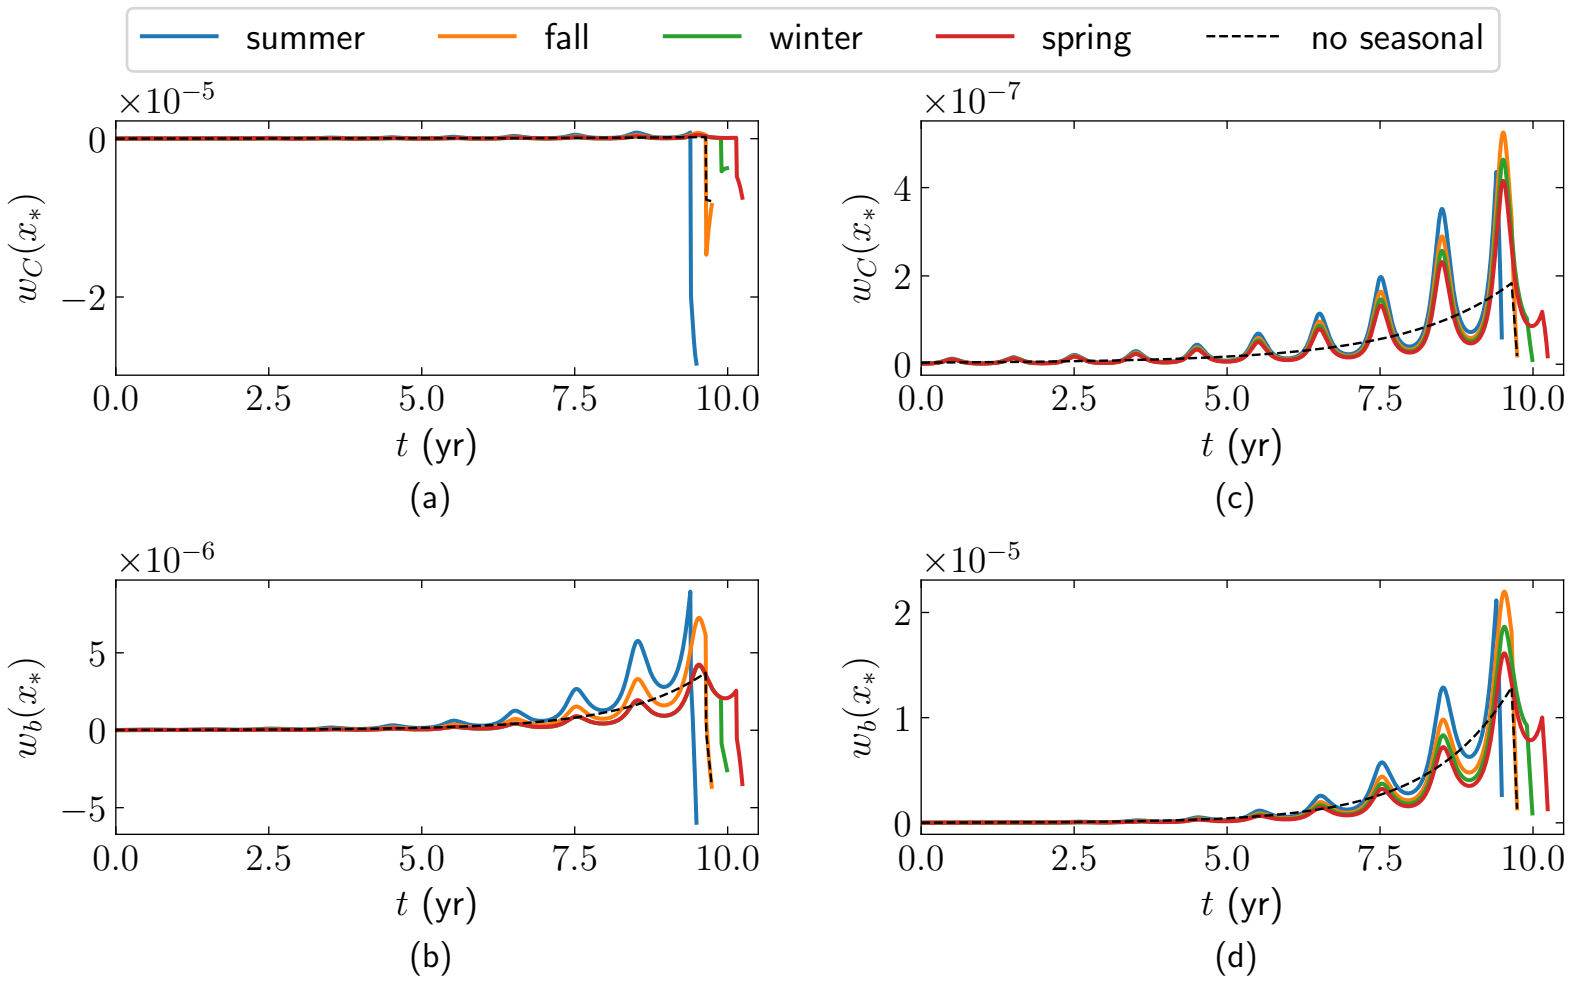 summer fall winter spring no seasonal
×10⁻⁵
0
−2
w_C(x_*)
0.0 2.5 5.0 7.5 10.0
t (yr)
(a)
×10⁻⁷
4
2
0
w_C(x_*)
0.0 2.5 5.0 7.5 10.0
t (yr)
(c)
×10⁻⁶
5
0
−5
w_b(x_*)
0.0 2.5 5.0 7.5 10.0
t (yr)
(b)
×10⁻⁵
2
1
0
w_b(x_*)
0.0 2.5 5.0 7.5 10.0
t (yr)
(d)